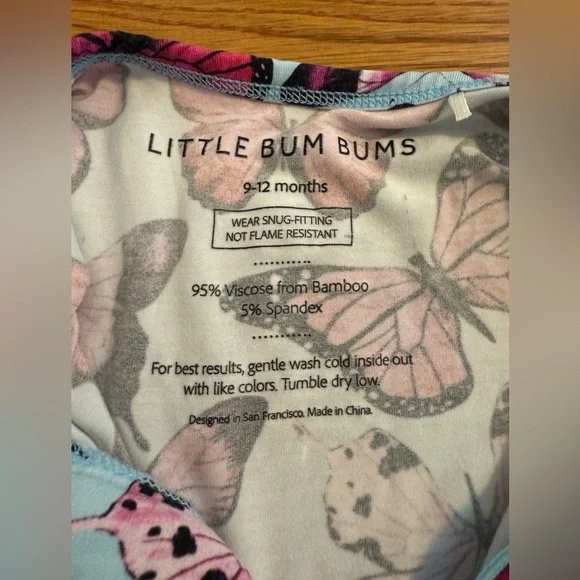 LITTLE BUM BUMS
9-12 months
WEAR SNUG-FITTING
NOT FLAME RESISTANT
95% Viscose from Bamboo
5% Spandex
For best results, gentle wash cold inside out
with like colors. Tumble dry low.
Designed in San Francisco. Made in China.